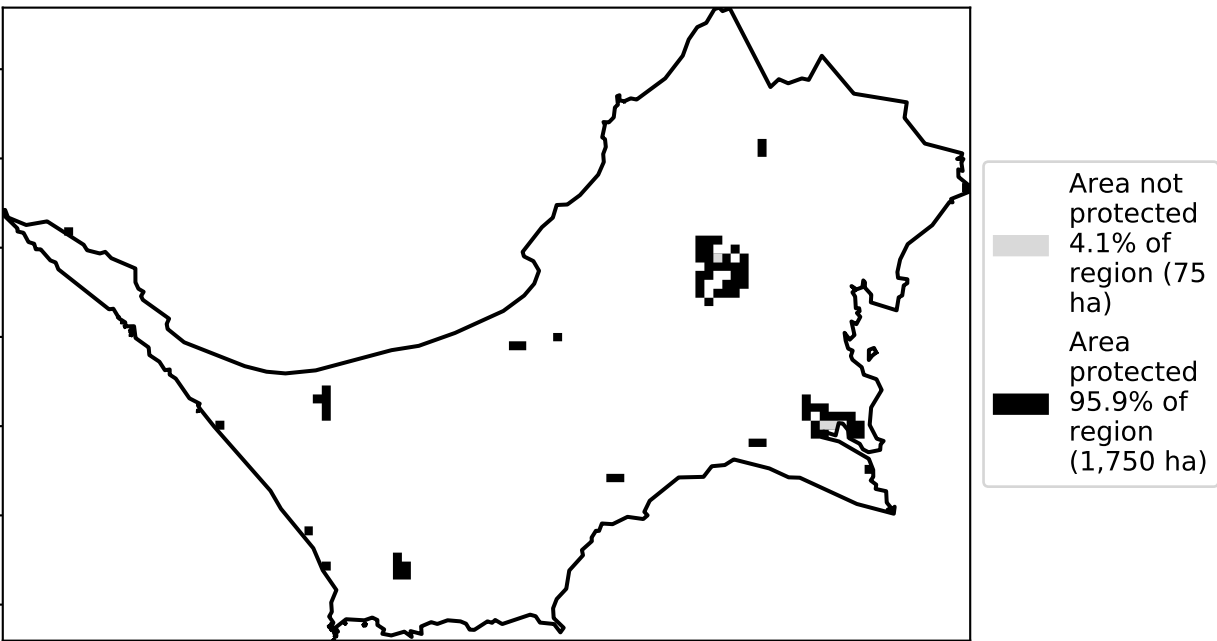 Area not
protected
4.1% of
region (75
ha)
Area
protected
95.9% of
region
(1,750 ha)